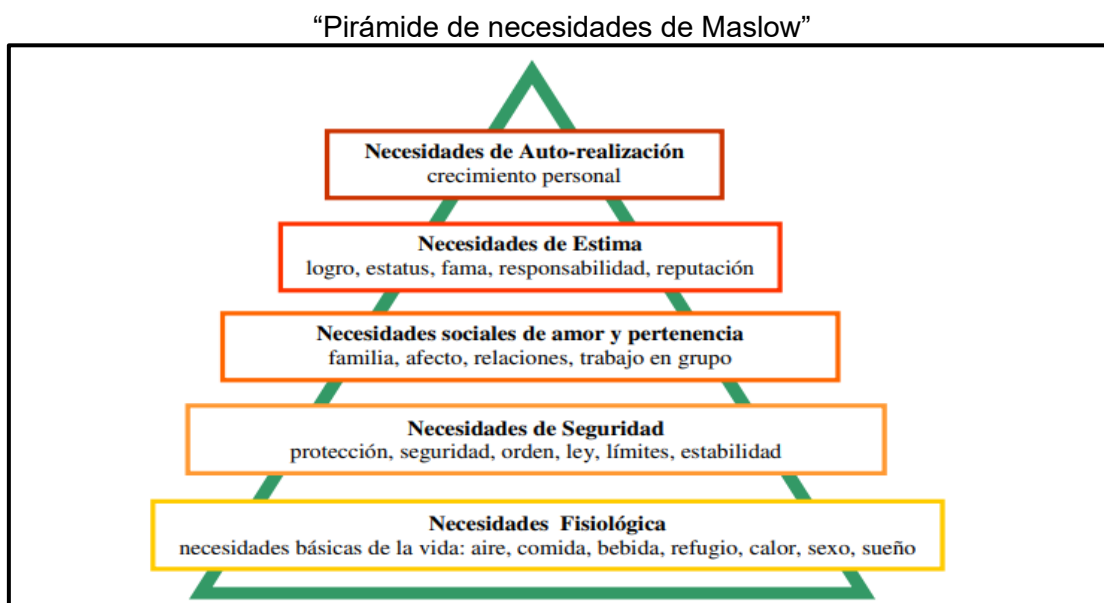 “Pirámide de necesidades de Maslow”
Necesidades de Auto-realización
crecimiento personal
Necesidades de Estima
logro, estatus, fama, responsabilidad, reputación
Necesidades sociales de amor y pertenencia
familia, afecto, relaciones, trabajo en grupo
Necesidades de Seguridad
protección, seguridad, orden, ley, límites, estabilidad
Necesidades Fisiológica
necesidades básicas de la vida: aire, comida, bebida, refugio, calor, sexo, sueño